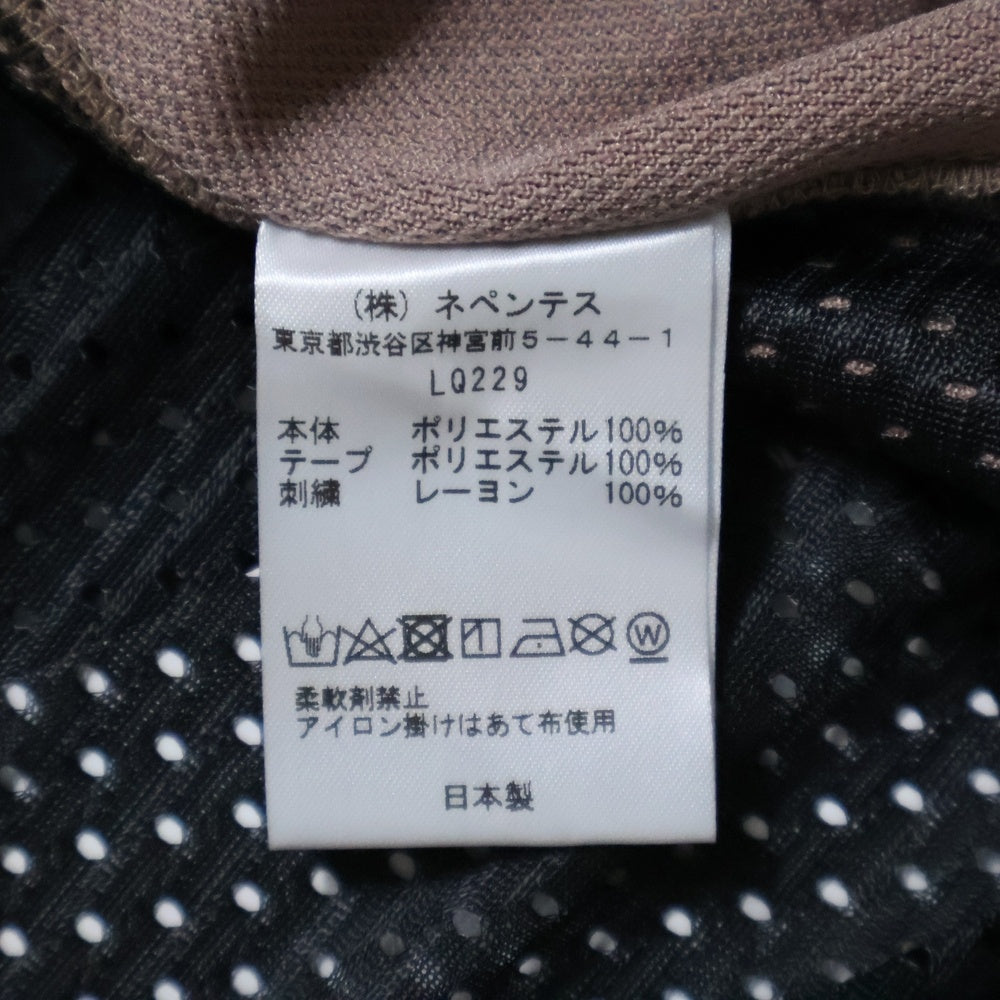 (株) ネペンテス
東京都渋谷区神宮前5-44-1
LQ229
本体 ポリエステル100%
テープ ポリエステル100%
刺繍 レーヨン 100%
W
柔軟剤禁止
アイロン掛けはあて布使用
日本製